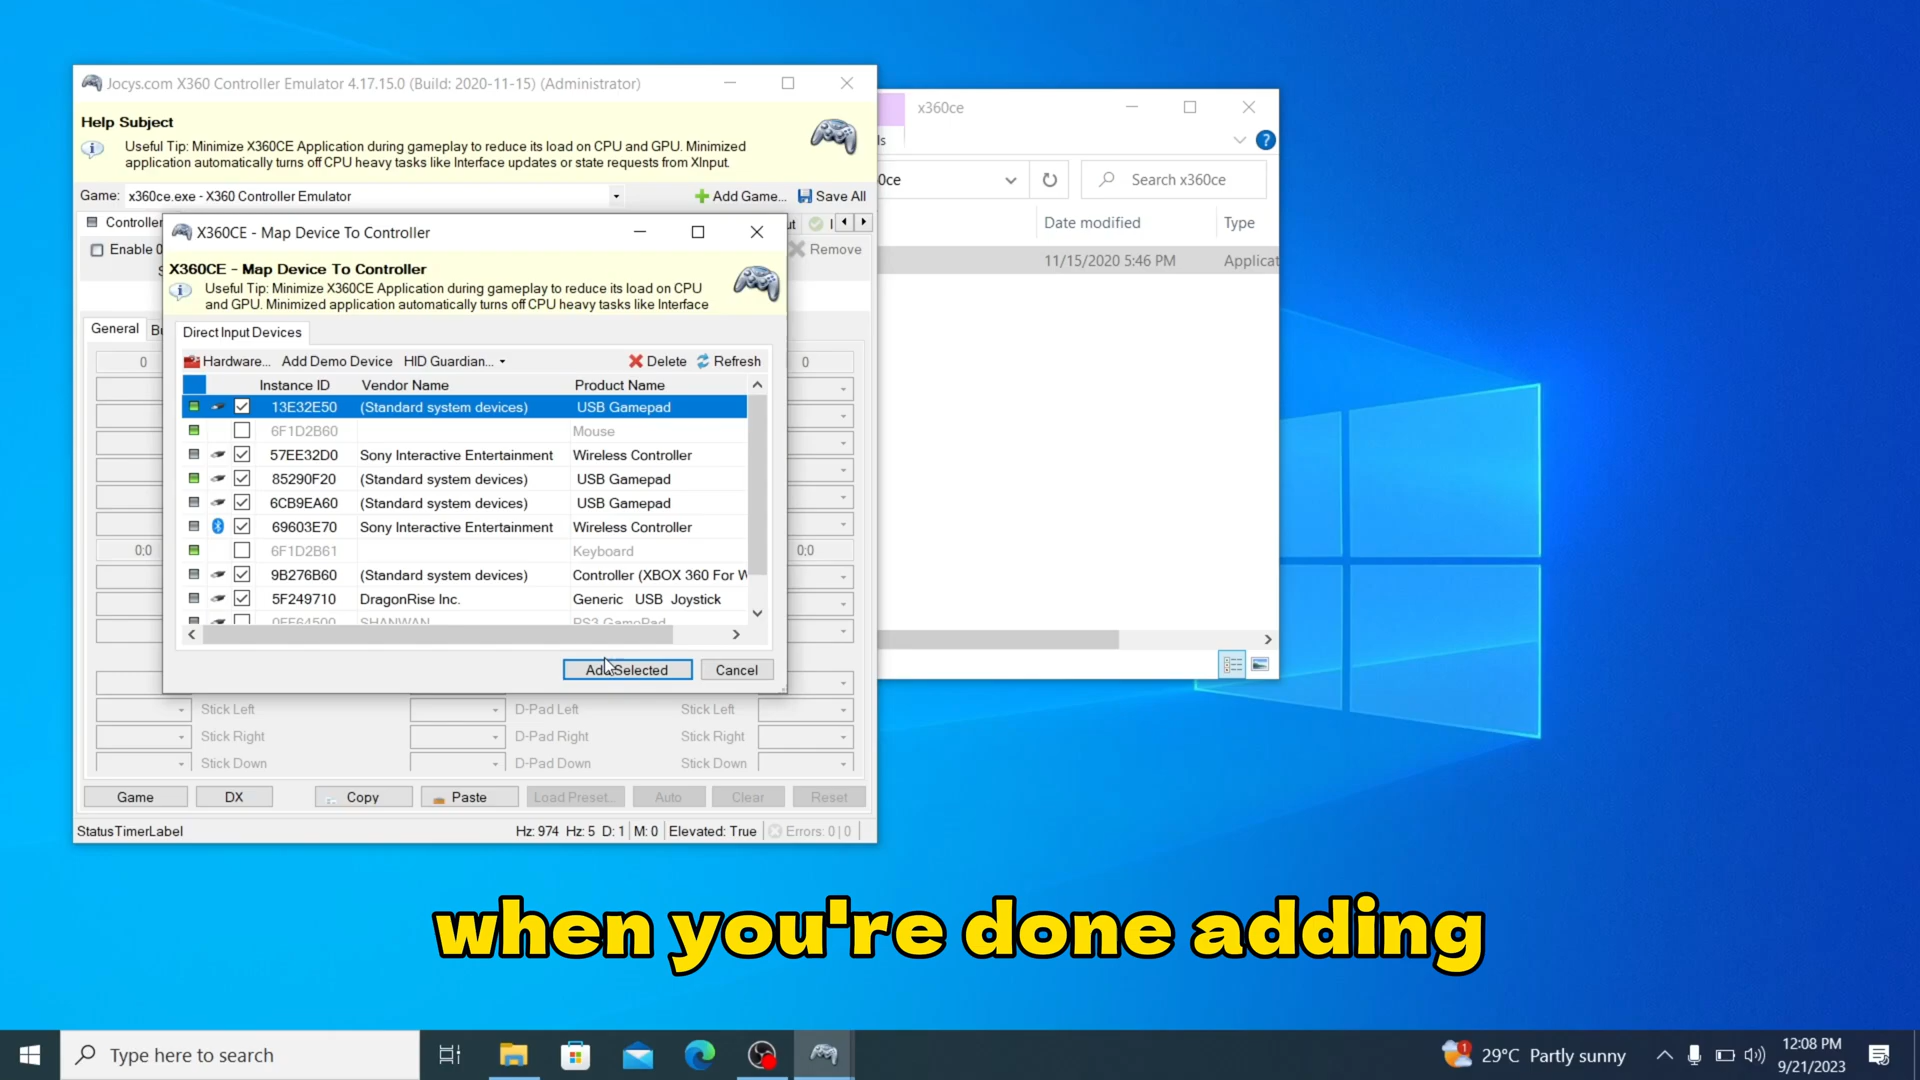 Jocys.com X360 Controller Emulator 4.17.15.0 (Build: 2020-11-15) (Administrator)
Help Subject
Useful Tip: Minimize X360CE Application during gameplay to reduce its load on CPU and GPU. Minimized
application automatically turns off CPU heavy tasks like Interface updates or state requests from XInput.
Game: x360ce.exe - X360 Controller Emulator Add Game... Save All
Controller
Enable Remove
General
X360CE - Map Device To Controller
X360CE - Map Device To Controller
Useful Tip: Minimize X360CE Application during gameplay to reduce its load on CPU
and GPU. Minimized application automatically turns off CPU heavy tasks like Interface
Direct Input Devices
Hardware... Add Demo Device HID Guardian... Delete Refresh
Instance ID Vendor Name Product Name
13E32E50 (Standard system devices) USB Gamepad
6F1D2B60 Mouse
57EE32D0 Sony Interactive Entertainment Wireless Controller
85290F20 (Standard system devices) USB Gamepad
6CB9EA60 (Standard system devices) USB Gamepad
69603E70 Sony Interactive Entertainment Wireless Controller
6F1D2B61 Keyboard
9B276B60 (Standard system devices) Controller (XBOX 360 For W
5F249710 DragonRise Inc. Generic USB Joystick
SHANWAN PS3 GamePad
Add Selected Cancel
0 0
0;0 0;0
Stick Left D-Pad Left Stick Left
Stick Right D-Pad Right Stick Right
Stick Down D-Pad Down Stick Down
Game DX Copy Paste Load Preset... Auto Clear Reset
StatusTimerLabel Hz: 974 Hz: 5 D: 1 M: 0 Elevated: True Errors: 0 | 0
x360ce
0ce Search x360ce
Date modified Type
11/15/2020 5:46 PM Applicat
when you're done adding
Type here to search
1 29°C Partly sunny
12:08 PM
9/21/2023